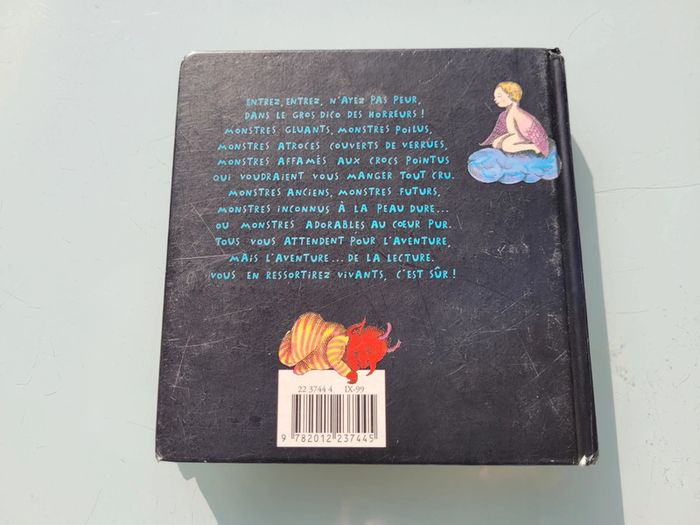 ENTREZ, ENTREZ, N'AYEZ PAS PEUR,
DANS LE GROS DICO DES HORREURS !
MONSTRES GLUANTS, MONSTRES POILUS,
MONSTRES ATROCES COUVERTS DE VERRUES,
MONSTRES AFFAMÉS AUX CROCS POINTUS
QUI VOUDRAIENT VOUS MANGER TOUT CRU.
MONSTRES ANCIENS, MONSTRES FUTURS,
MONSTRES INCONNUS À LA PEAU DURE...
OU MONSTRES ADORABLES AU COEUR PUR.
TOUS VOUS ATTENDENT POUR L'AVENTURE,
MAIS L'AVENTURE... DE LA LECTURE.
VOUS EN RESSORTIREZ VIVANTS, C'EST SÛR !
22 3744 4 IX-99
9 782012 237445